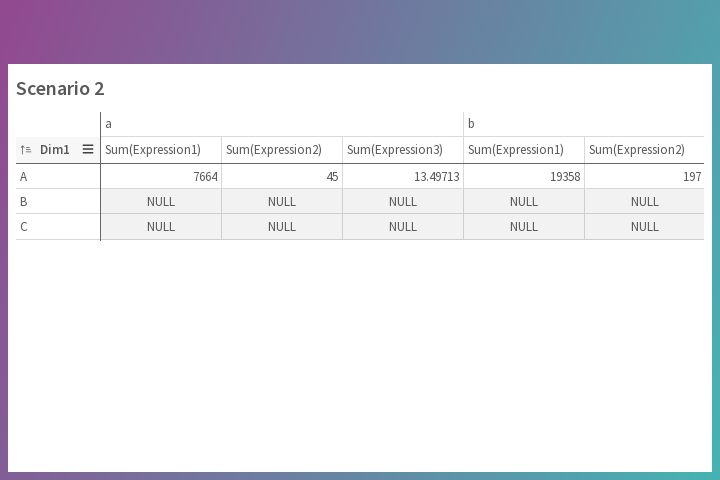 Scenario 2
a b
Dim1 Sum(Expression1) Sum(Expression2) Sum(Expression3) Sum(Expression1) Sum(Expression2)
A 7664 45 13.49713 19358 197
B NULL NULL NULL NULL NULL
C NULL NULL NULL NULL NULL